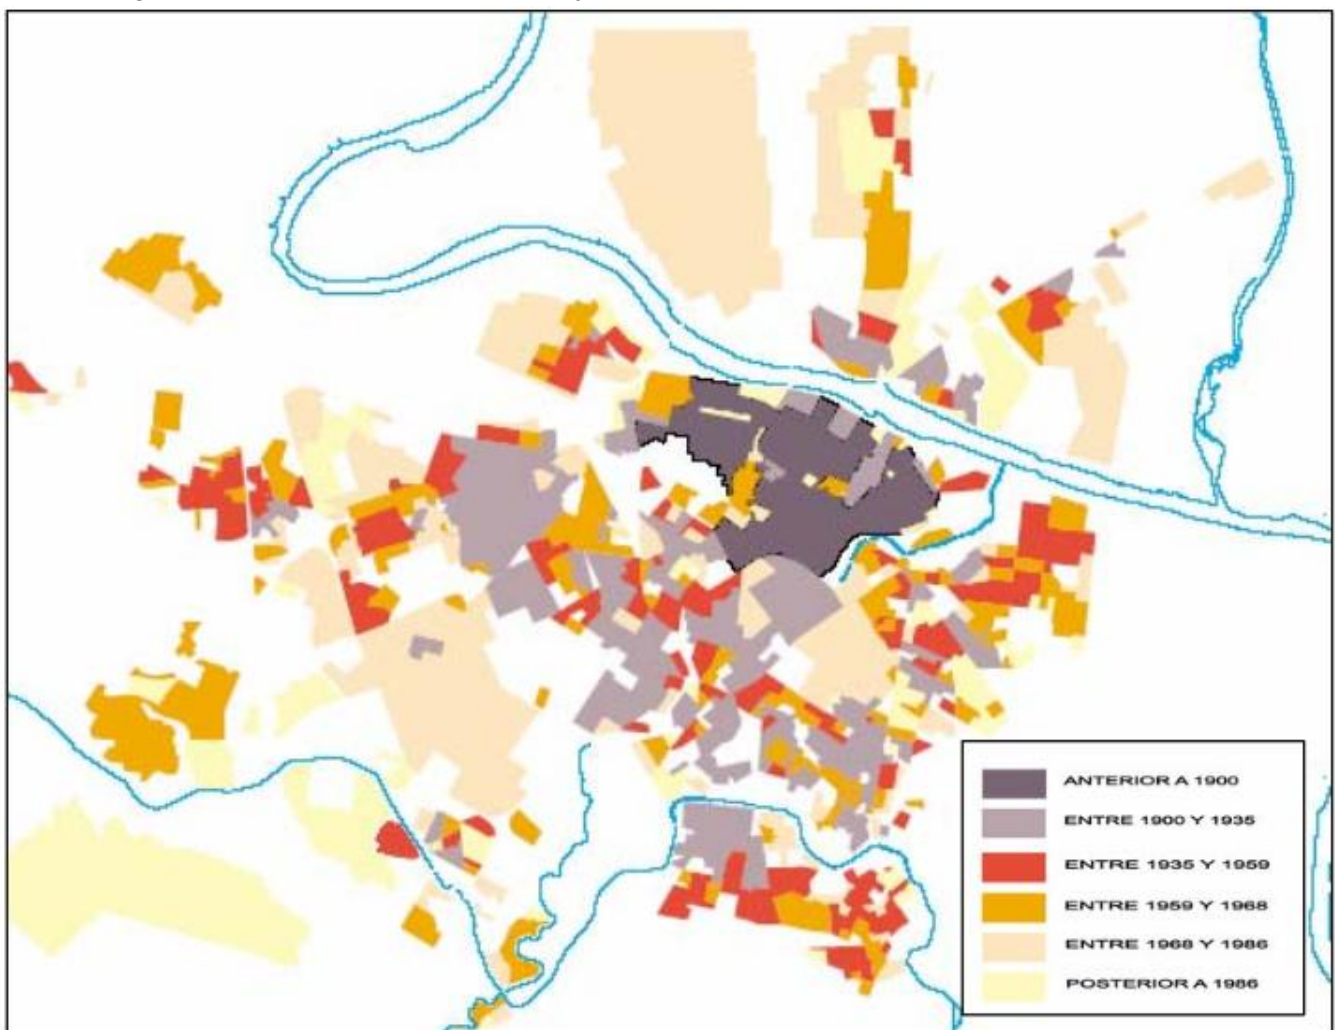 ANTERIOR A 1900
ENTRE 1900 Y 1935
ENTRE 1935 Y 1959
ENTRE 1959 Y 1968
ENTRE 1968 Y 1986
POSTERIOR A 1986